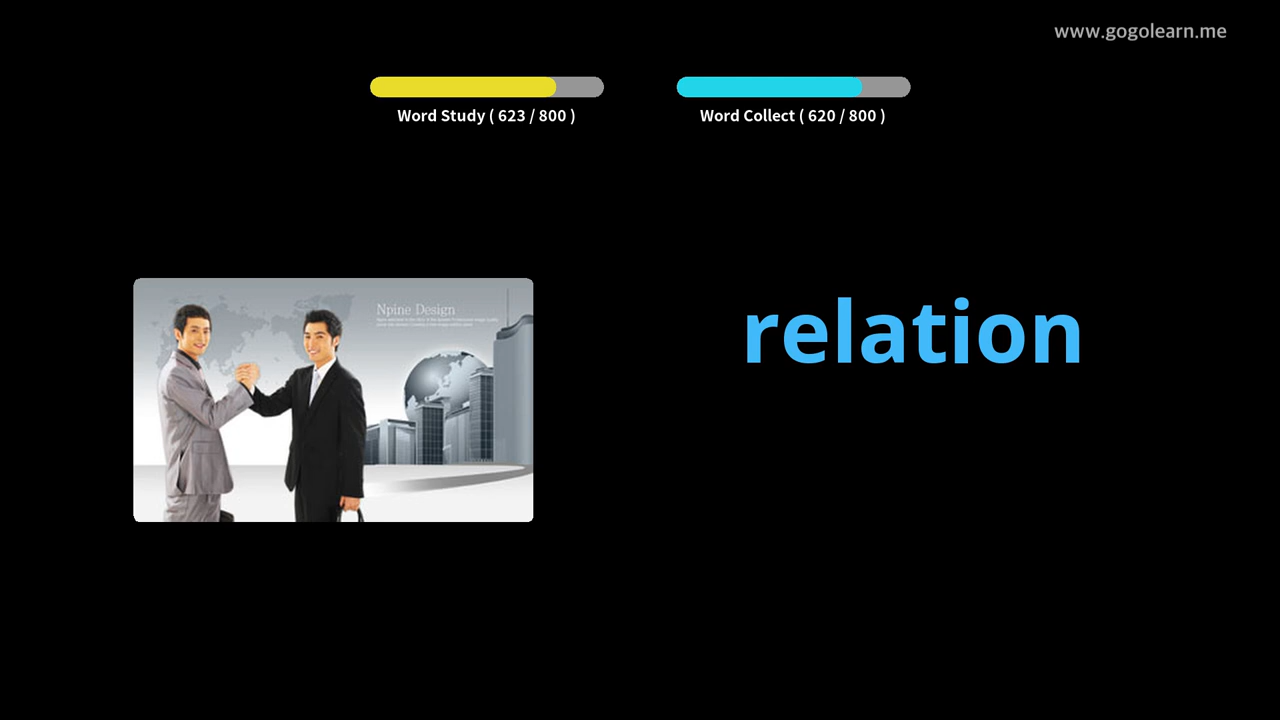 www.gogolearn.me
Word Study ( 623 / 800 )
Word Collect ( 620 / 800 )
Npine Design
relation